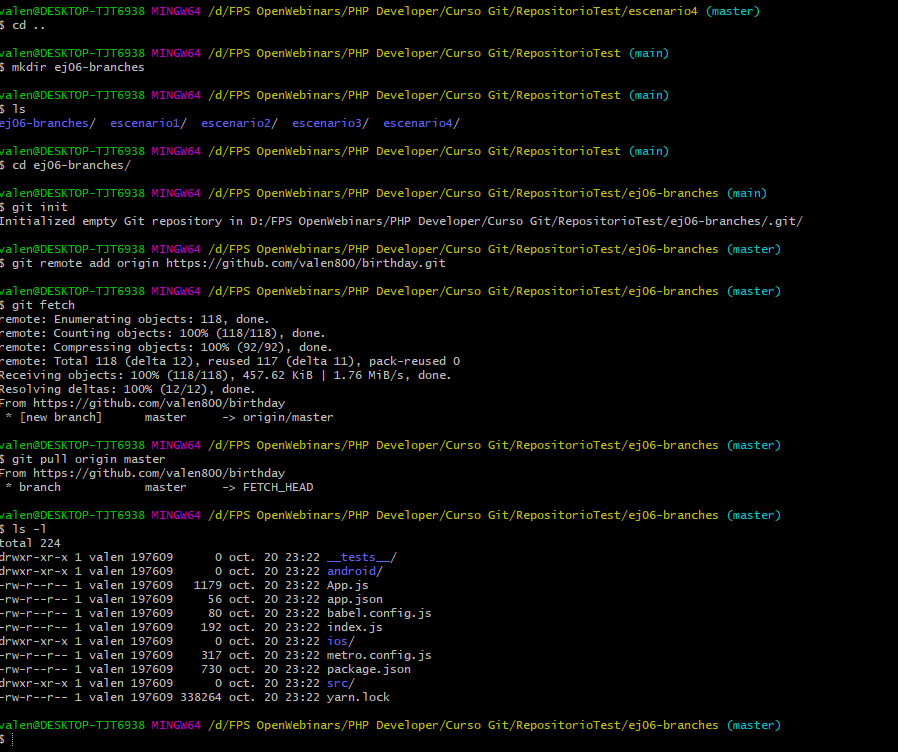 valen@DESKTOP-TJT6938 MINGW64 /d/FPS OpenWebinars/PHP Developer/Curso Git/RepositorioTest/escenario4 (master)
$ cd ..
valen@DESKTOP-TJT6938 MINGW64 /d/FPS OpenWebinars/PHP Developer/Curso Git/RepositorioTest (main)
$ mkdir ej06-branches
valen@DESKTOP-TJT6938 MINGW64 /d/FPS OpenWebinars/PHP Developer/Curso Git/RepositorioTest (main)
$ ls
ej06-branches/  escenario1/  escenario2/  escenario3/  escenario4/
valen@DESKTOP-TJT6938 MINGW64 /d/FPS OpenWebinars/PHP Developer/Curso Git/RepositorioTest (main)
$ cd ej06-branches/
valen@DESKTOP-TJT6938 MINGW64 /d/FPS OpenWebinars/PHP Developer/Curso Git/RepositorioTest/ej06-branches (main)
$ git init
Initialized empty Git repository in D:/FPS OpenWebinars/PHP Developer/Curso Git/RepositorioTest/ej06-branches/.git/
valen@DESKTOP-TJT6938 MINGW64 /d/FPS OpenWebinars/PHP Developer/Curso Git/RepositorioTest/ej06-branches (master)
$ git remote add origin https://github.com/valen800/birthday.git
valen@DESKTOP-TJT6938 MINGW64 /d/FPS OpenWebinars/PHP Developer/Curso Git/RepositorioTest/ej06-branches (master)
$ git fetch
remote: Enumerating objects: 118, done.
remote: Counting objects: 100% (118/118), done.
remote: Compressing objects: 100% (92/92), done.
remote: Total 118 (delta 12), reused 117 (delta 11), pack-reused 0
Receiving objects: 100% (118/118), 457.62 KiB | 1.76 MiB/s, done.
Resolving deltas: 100% (12/12), done.
From https://github.com/valen800/birthday
 * [new branch]      master     -> origin/master
valen@DESKTOP-TJT6938 MINGW64 /d/FPS OpenWebinars/PHP Developer/Curso Git/RepositorioTest/ej06-branches (master)
$ git pull origin master
From https://github.com/valen800/birthday
 * branch            master     -> FETCH_HEAD
valen@DESKTOP-TJT6938 MINGW64 /d/FPS OpenWebinars/PHP Developer/Curso Git/RepositorioTest/ej06-branches (master)
$ ls -l
total 224
drwxr-xr-x 1 valen 197609      0 oct. 20 23:22 __tests__/
drwxr-xr-x 1 valen 197609      0 oct. 20 23:22 android/
-rw-r--r-- 1 valen 197609   1179 oct. 20 23:22 App.js
-rw-r--r-- 1 valen 197609     56 oct. 20 23:22 app.json
-rw-r--r-- 1 valen 197609     80 oct. 20 23:22 babel.config.js
-rw-r--r-- 1 valen 197609    192 oct. 20 23:22 index.js
drwxr-xr-x 1 valen 197609      0 oct. 20 23:22 ios/
-rw-r--r-- 1 valen 197609    317 oct. 20 23:22 metro.config.js
-rw-r--r-- 1 valen 197609    730 oct. 20 23:22 package.json
drwxr-xr-x 1 valen 197609      0 oct. 20 23:22 src/
-rw-r--r-- 1 valen 197609 338264 oct. 20 23:22 yarn.lock
valen@DESKTOP-TJT6938 MINGW64 /d/FPS OpenWebinars/PHP Developer/Curso Git/RepositorioTest/ej06-branches (master)
$